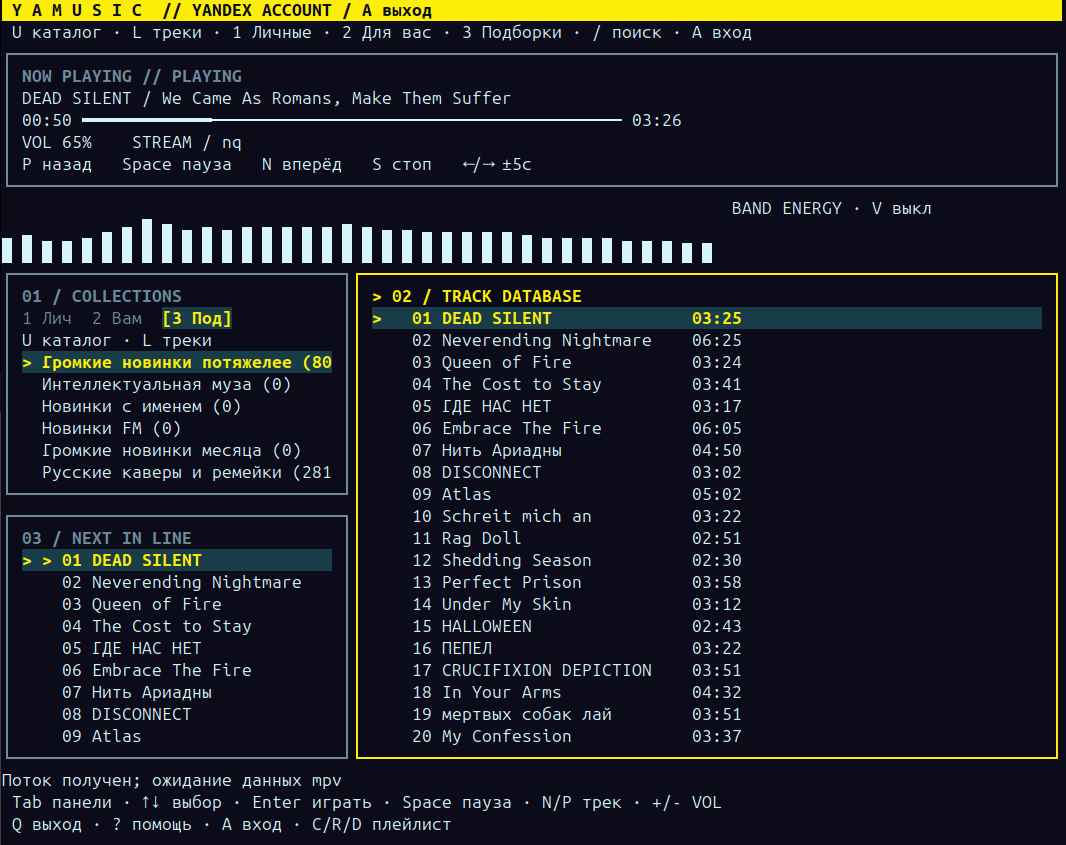 Y A M U S I C // YANDEX ACCOUNT / A выход
U каталог · L треки · 1 Личные · 2 Для вас · 3 Подборки · / поиск · A вход
NOW PLAYING // PLAYING
DEAD SILENT / We Came As Romans, Make Them Suffer
00:50 03:26
VOL 65% STREAM / nq
P назад Space пауза N вперёд S стоп ←/→ ±5с
BAND ENERGY · V выкл
01 / COLLECTIONS
1 Лич 2 Вам [3 Под]
U каталог · L треки
> Громкие новинки потяжелее (80
Интеллектуальная муза (0)
Новинки с именем (0)
Новинки FM (0)
Громкие новинки месяца (0)
Русские каверы и ремейки (281
03 / NEXT IN LINE
> > 01 DEAD SILENT
02 Neverending Nightmare
03 Queen of Fire
04 The Cost to Stay
05 ГДЕ НАС НЕТ
06 Embrace The Fire
07 Нить Ариадны
08 DISCONNECT
09 Atlas
> 02 / TRACK DATABASE
> 01 DEAD SILENT 03:25
02 Neverending Nightmare 06:25
03 Queen of Fire 03:24
04 The Cost to Stay 03:41
05 ГДЕ НАС НЕТ 03:17
06 Embrace The Fire 06:05
07 Нить Ариадны 04:50
08 DISCONNECT 03:02
09 Atlas 05:02
10 Schreit mich an 03:22
11 Rag Doll 02:51
12 Shedding Season 02:30
13 Perfect Prison 03:58
14 Under My Skin 03:12
15 HALLOWEEN 02:43
16 ПЕПЕЛ 03:22
17 CRUCIFIXION DEPICTION 03:51
18 In Your Arms 04:32
19 мертвых собак лай 03:51
20 My Confession 03:37
Поток получен; ожидание данных mpv
Tab панели · ↑↓ выбор · Enter играть · Space пауза · N/P трек · +/- VOL
Q выход · ? помощь · A вход · C/R/D плейлист